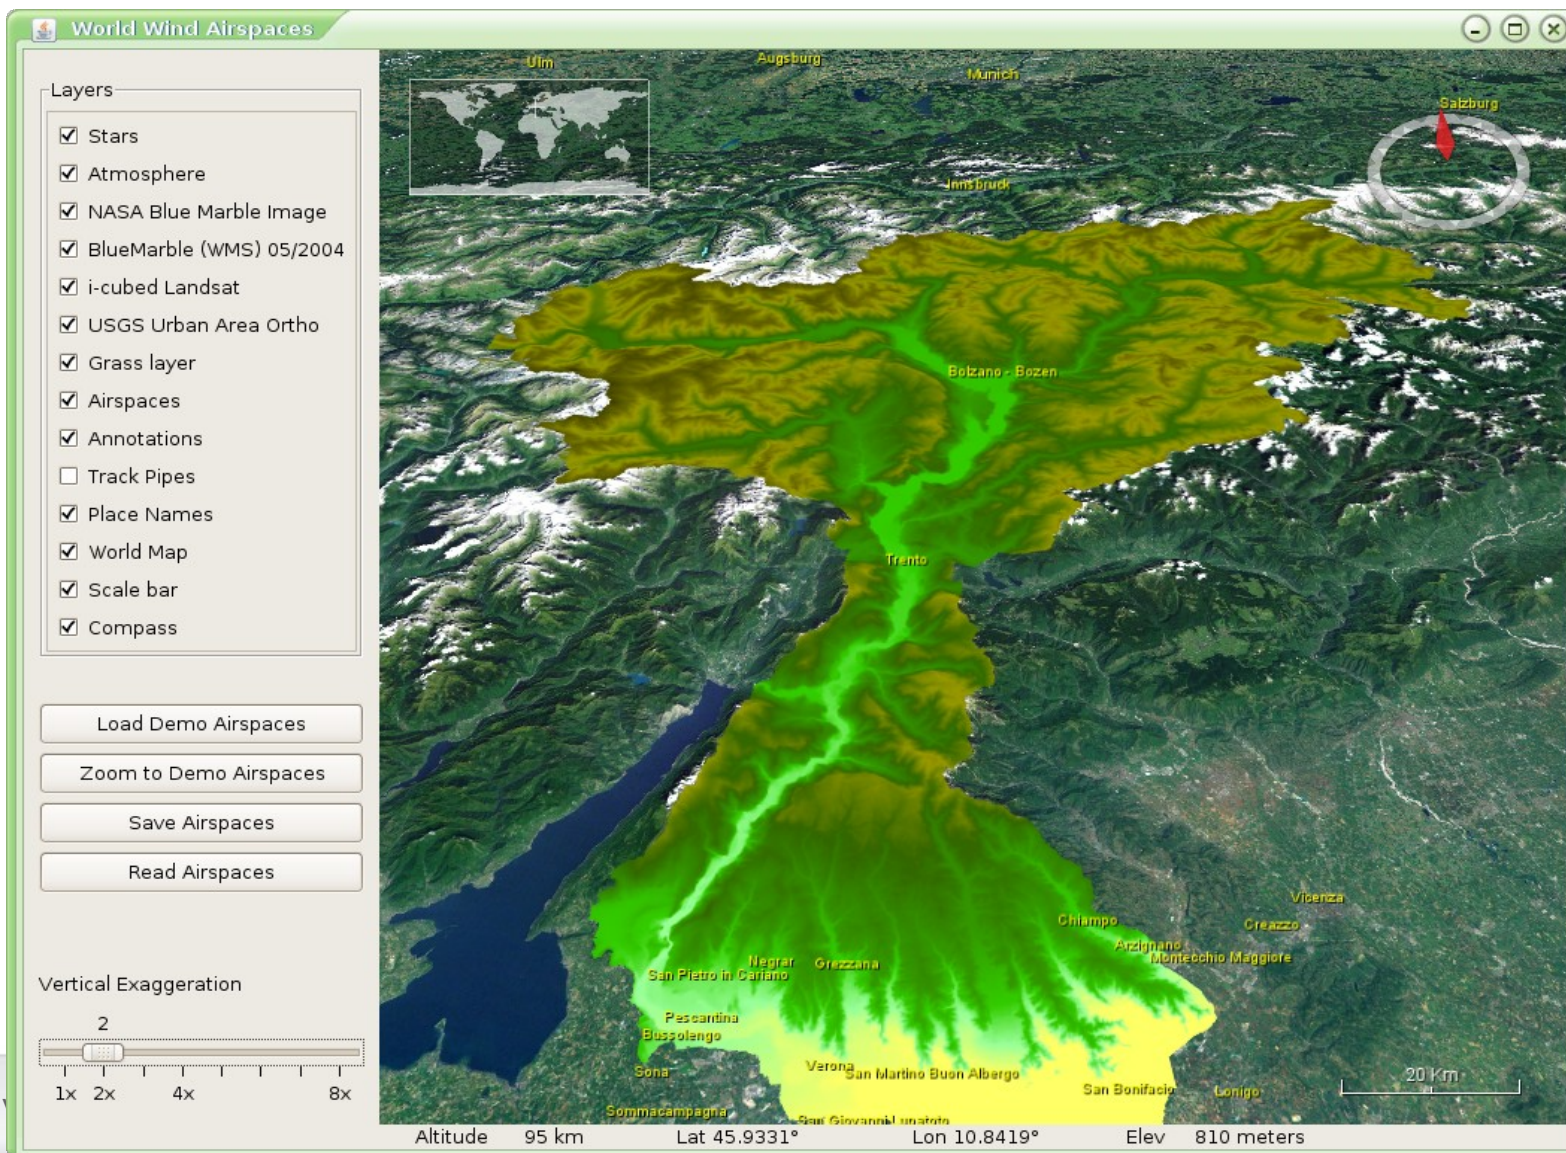 World Wind Airspaces
Layers
Stars
Atmosphere
NASA Blue Marble Image
BlueMarble (WMS) 05/2004
i-cubed Landsat
USGS Urban Area Ortho
Grass layer
Airspaces
Annotations
Track Pipes
Place Names
World Map
Scale bar
Compass
Load Demo Airspaces
Zoom to Demo Airspaces
Save Airspaces
Read Airspaces
Vertical Exaggeration
2
1x 2x 4x 8x
Ulm
Augsburg
Munich
Salzburg
Innsbruck
Bolzano - Bozen
Trento
Vicenza
Chiampo
Creazzo
Arzignano
Montecchio Maggiore
Negrar
Grezzana
San Pietro in Cariano
Pescantina
Bussolengo
Verona
Sona
San Martino Buon Albergo
San Bonifacio
Lonigo
20 Km
Sommacampagna
San Giovanni Lupatoto
Altitude 95 km Lat 45.9331° Lon 10.8419° Elev 810 meters